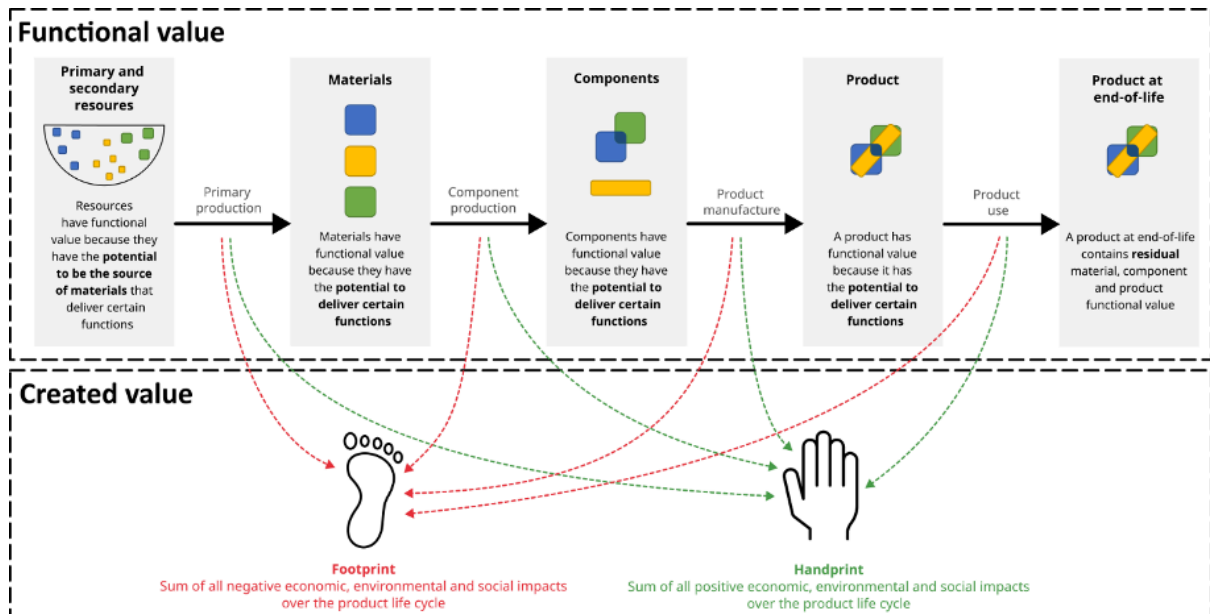 Functional value
Primary and
secondary
resoures
Resources
have functional
value because they
have the potential
to be the source
of materials that
deliver certain
functions
Primary
production
Materials
Materials have
functional value
because they have
the potential to
deliver certain
functions
Component
production
Components
Components have
functional value
because they have
the potential to
deliver certain
functions
Product
manufacture
Product
A product has
functional value
because it has
the potential to
deliver certain
functions
Product
use
Product at
end-of-life
A product at end-of-life
contains residual
material, component
and product
functional value
Created value
Footprint
Sum of all negative economic, environmental and social impacts
over the product life cycle
Handprint
Sum of all positive economic, environmental and social impacts
over the product life cycle